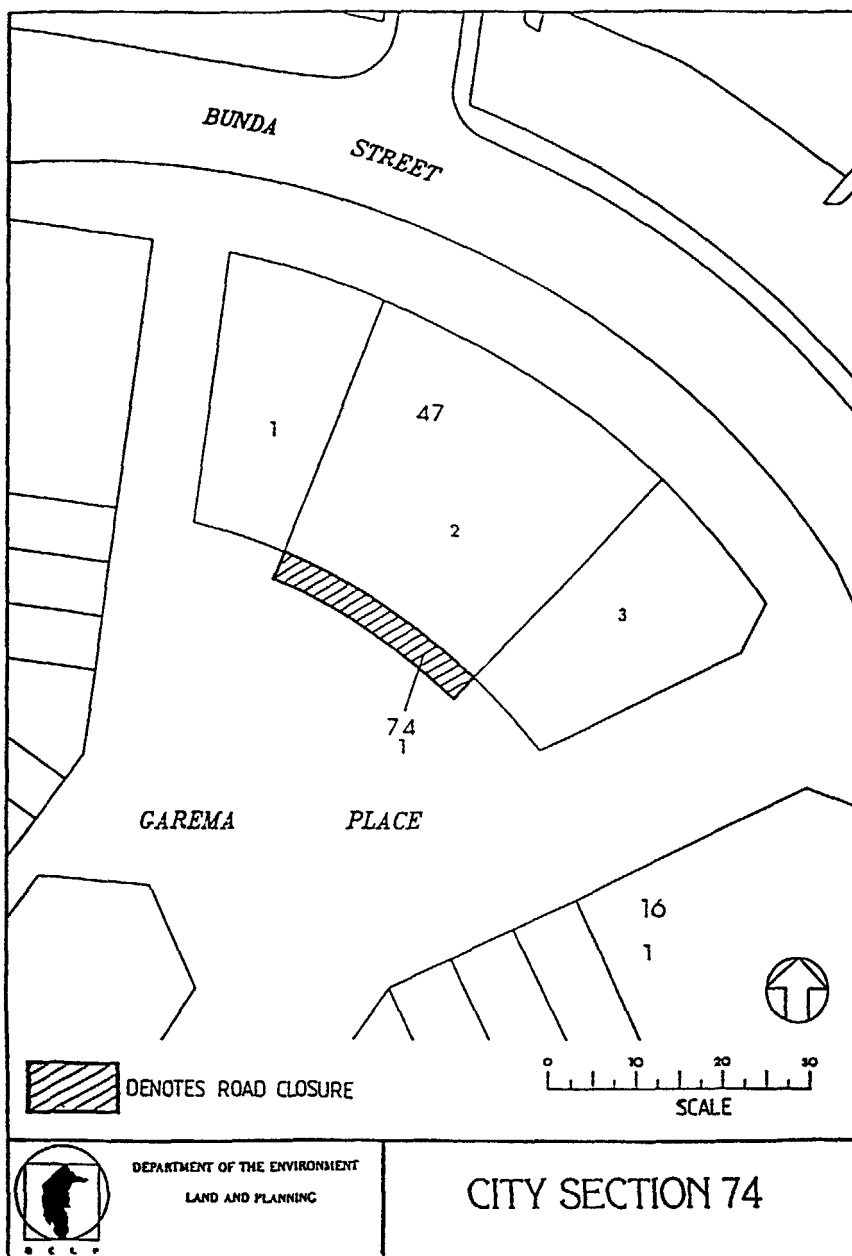 BUNDA STREET
1
47
2
3
74
1
GAREMA PLACE
16
1
DENOTES ROAD CLOSURE
0 10 20 30
SCALE
DEPARTMENT OF THE ENVIRONMENT
LAND AND PLANNING
CITY SECTION 74